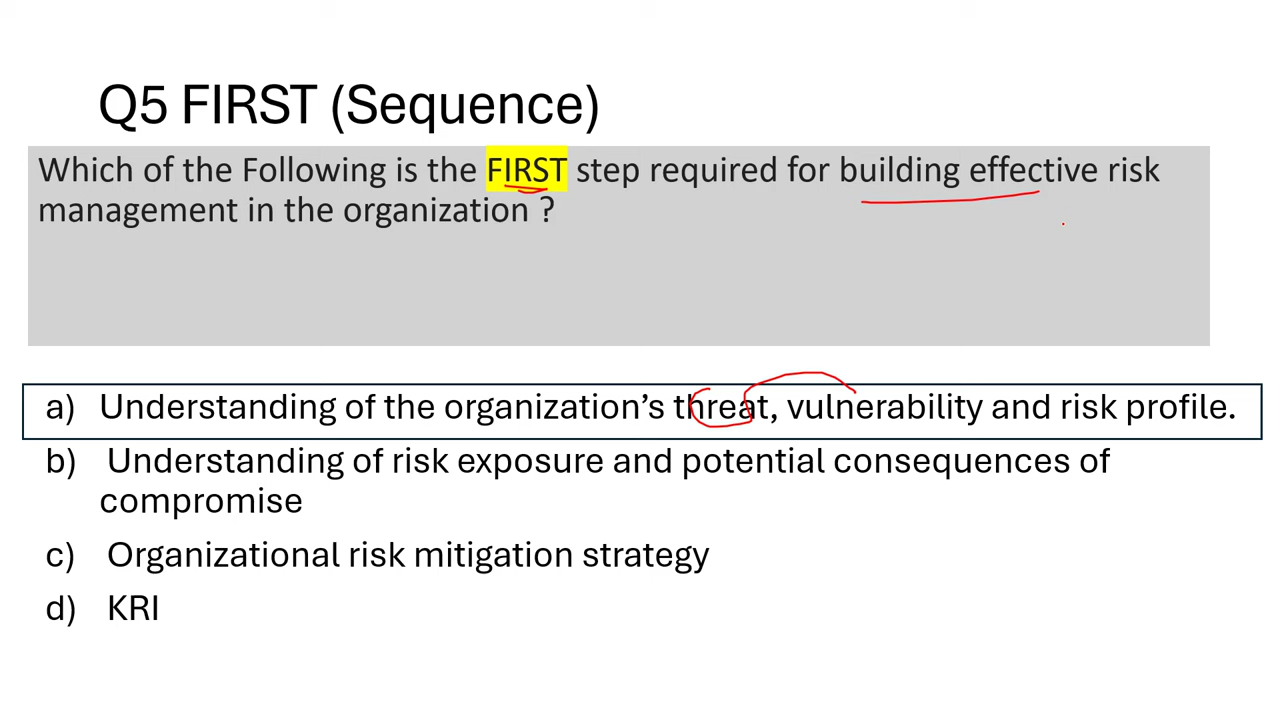 Q5 FIRST (Sequence)
Which of the Following is the FIRST step required for building effective risk
management in the organization ?
a) Understanding of the organization's threat, vulnerability and risk profile.
b) Understanding of risk exposure and potential consequences of
compromise
c) Organizational risk mitigation strategy
d) KRI